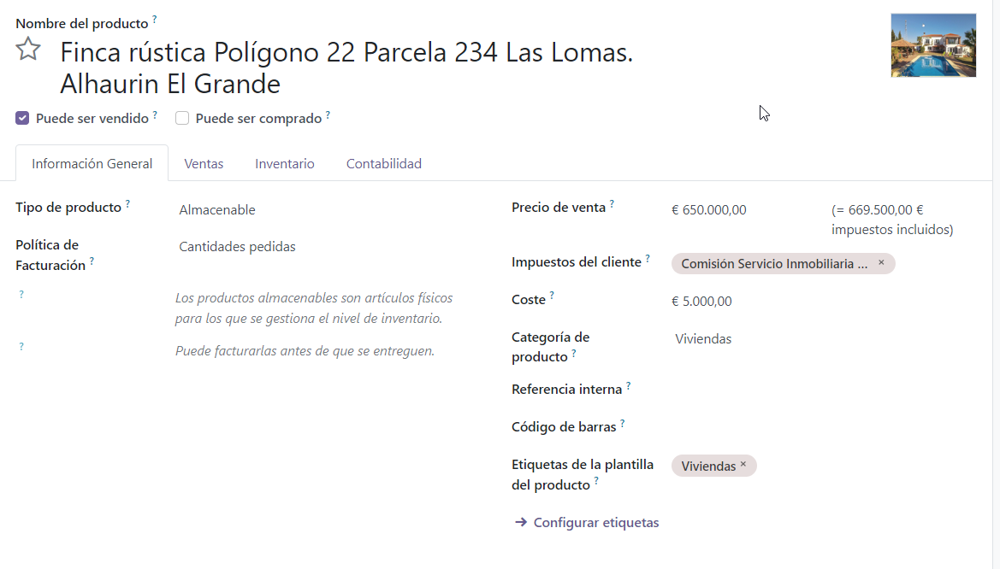 Nombre del producto ?
Finca rústica Polígono 22 Parcela 234 Las Lomas.
Alhaurin El Grande
Puede ser vendido ? Puede ser comprado ?
Información General Ventas Inventario Contabilidad
Tipo de producto ? Almacenable
Política de
Facturación ? Cantidades pedidas
? Los productos almacenables son artículos físicos
para los que se gestiona el nivel de inventario.
? Puede facturarlas antes de que se entreguen.
Precio de venta ? € 650.000,00 (= 669.500,00 €
impuestos incluidos)
Impuestos del cliente ? Comisión Servicio Inmobiliaria ... ×
Coste ? € 5.000,00
Categoría de
producto ? Viviendas
Referencia interna ?
Código de barras ?
Etiquetas de la plantilla
del producto ? Viviendas ×
→ Configurar etiquetas